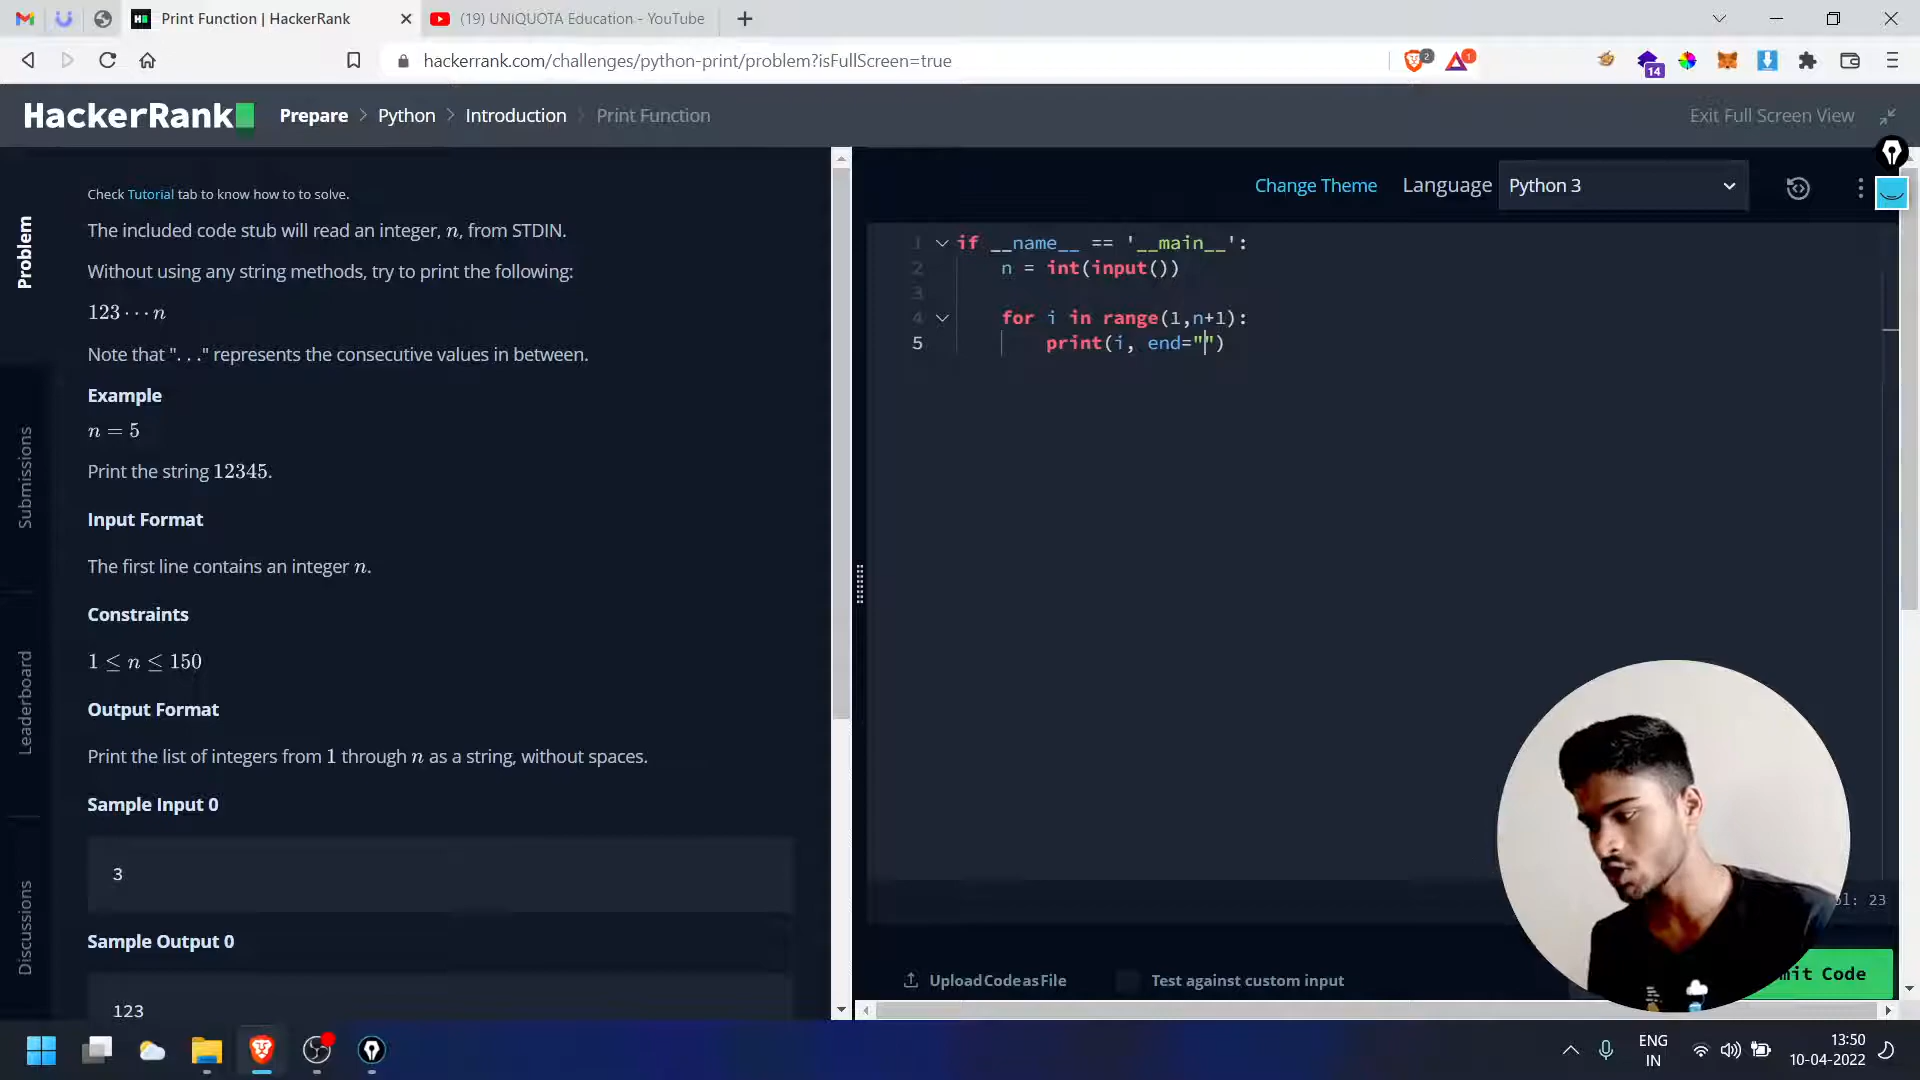 Print Function | HackerRank
(19) UNIQUOTA Education - YouTube
hackerrank.com/challenges/python-print/problem?isFullScreen=true
2
1
14
HackerRank
Prepare > Python > Introduction > Print Function
Exit Full Screen View
Problem
Submissions
Leaderboard
Discussions
Check Tutorial tab to know how to to solve.
The included code stub will read an integer, n, from STDIN.
Without using any string methods, try to print the following:
123 · · · n
Note that "..." represents the consecutive values in between.
Example
n = 5
Print the string 12345.
Input Format
The first line contains an integer n.
Constraints
1 ≤ n ≤ 150
Output Format
Print the list of integers from 1 through n as a string, without spaces.
Sample Input 0
3
Sample Output 0
123
Change Theme
Language
Python 3
1 if __name__ == '__main__':
2 n = int(input())
3
4 for i in range(1,n+1):
5 print(i, end="")
: 23
Upload Code as File
Test against custom input
Code
ENG
IN
13:50
10-04-2022